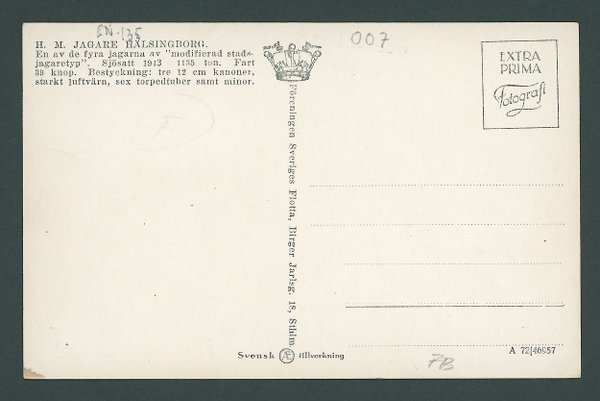 EN-135
007
H. M. JAGARE HÄLSINGBORG.
En av de fyra jagarna av "modifierad stads-
jagaretyp". Sjösatt 1943 1135 ton. Fart
39 knop. Bestyckning: tre 12 cm kanoner,
starkt luftvärn, sex torpedtuber samt minor.
EXTRA
PRIMA
Fotografi
Föreningen Sveriges Flotta, Birger Jarlsg. 18, Sthlm
Svensk
tillverkning
A 72/46957